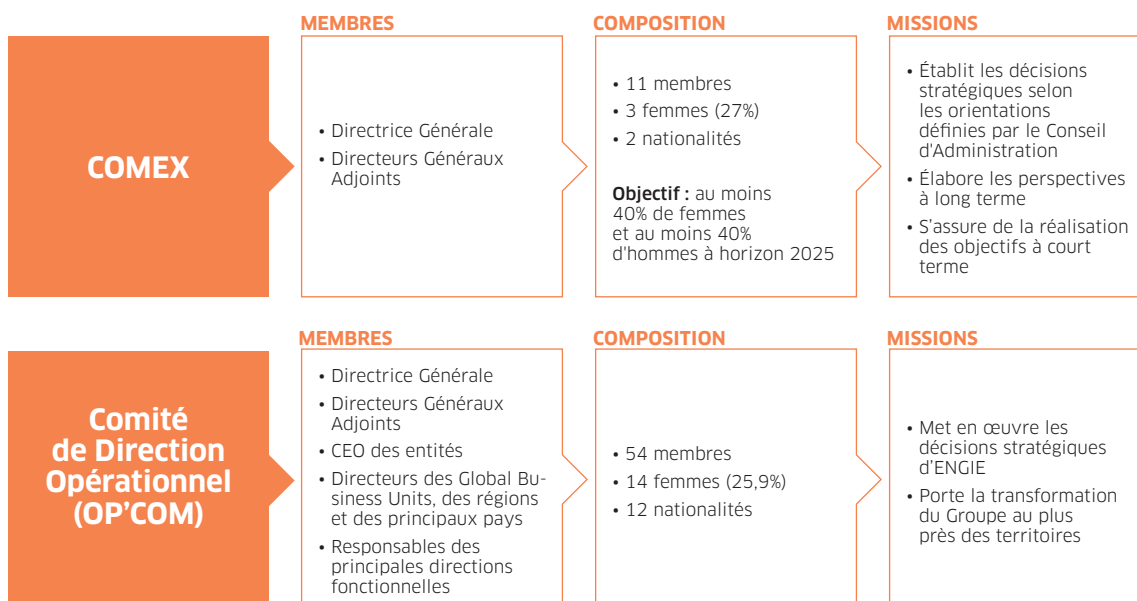 MEMBRES
COMPOSITION
MISSIONS
COMEX
• Directrice Générale
• Directeurs Généraux
Adjoints
• 11 membres
• 3 femmes (27%)
• 2 nationalités
Objectif : au moins
40% de femmes
et au moins 40%
d'hommes à horizon 2025
• Établit les décisions
stratégiques selon
les orientations
définies par le Conseil
d'Administration
• Élabore les perspectives
à long terme
• S'assure de la réalisation
des objectifs à court
terme
MEMBRES
COMPOSITION
MISSIONS
Comité
de Direction
Opérationnel
(OP'COM)
• Directrice Générale
• Directeurs Généraux
Adjoints
• CEO des entités
• Directeurs des Global Bu-
siness Units, des régions
et des principaux pays
• Responsables des
principales directions
fonctionnelles
• 54 membres
• 14 femmes (25,9%)
• 12 nationalités
• Met en œuvre les
décisions stratégiques
d'ENGIE
• Porte la transformation
du Groupe au plus
près des territoires